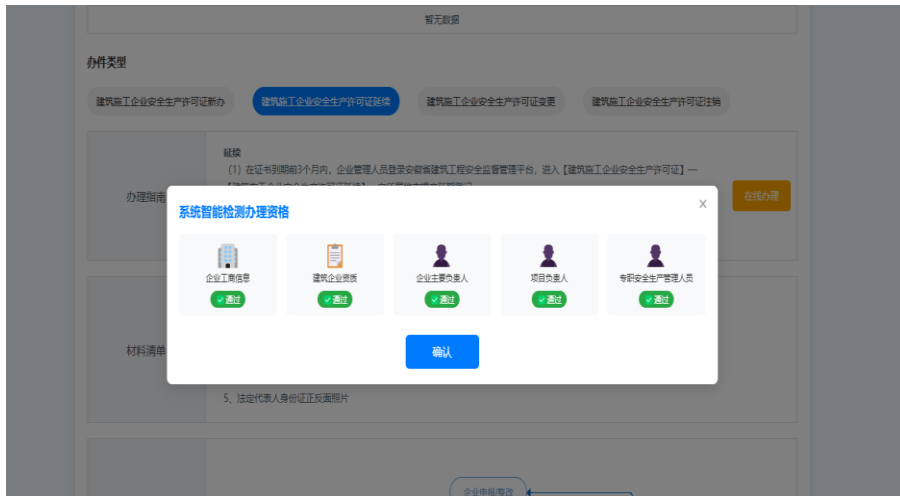 暂无数据
办件类型
建筑施工企业安全生产许可证新办
建筑施工企业安全生产许可证延续
建筑施工企业安全生产许可证变更
建筑施工企业安全生产许可证注销
延续
（1）在证书到期前3个月内，企业管理人员登录安徽省建筑工程安全监督管理平台，进入【建筑施工企业安全生产许可证】—
办理指南
在线办理
系统智能检测办理资格
X
企业工商信息
建筑企业资质
企业主要负责人
项目负责人
专职安全生产管理人员
通过
通过
通过
通过
通过
确认
材料清单
5、法定代表人身份证正反面照片
企业申报/整改